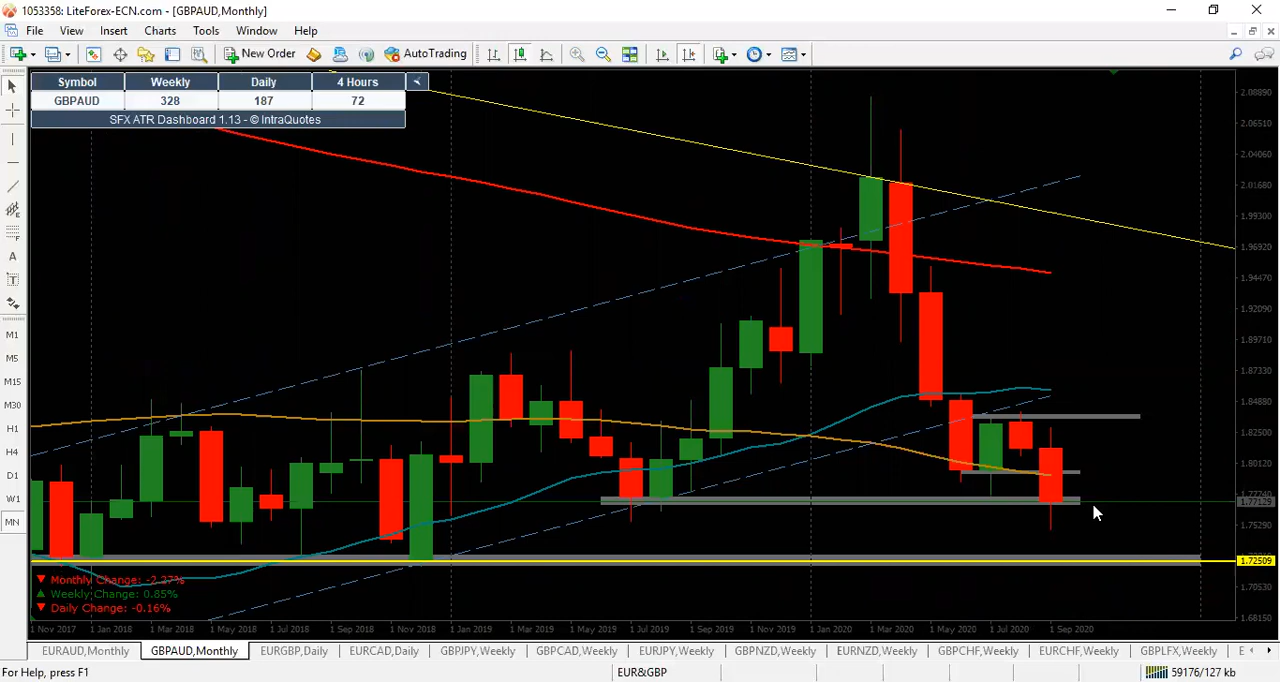 1053358: LiteForex-ECN.com - [GBPAUD,Monthly]
File View Insert Charts Tools Window Help
New Order AutoTrading
Symbol Weekly Daily 4 Hours
GBPAUD 328 187 72
SFX ATR Dashboard 1.13 - © IntraQuotes
2.08890
2.06510
2.04060
2.01680
1.99300
1.96920
1.94470
1.92090
1.89710
1.87330
1.84880
1.82500
1.80120
1.77740
1.75290
1.72509
1.70530
1.68150
M1
M5
M15
M30
H1
H4
D1
W1
MN
Monthly Change: -2.27%
Weekly Change: 0.85%
Daily Change: -0.16%
1 Nov 2017 1 Jan 2018 1 Mar 2018 1 May 2018 1 Jul 2018 1 Sep 2018 1 Nov 2018 1 Jan 2019 1 Mar 2019 1 May 2019 1 Jul 2019 1 Sep 2019 1 Nov 2019 1 Jan 2020 1 Mar 2020 1 May 2020 1 Jul 2020 1 Sep 2020
EURAUD,Monthly GBPAUD,Monthly EURGBP,Daily EURCAD,Weekly GBPJPY,Weekly GBPCAD,Weekly EURJPY,Weekly GBPNZD,Weekly EURNZD,Weekly GBPCHF,Weekly EURCHF,Weekly GBPLFX,Weekly E
For Help, press F1 EUR&GBP 59176/127 kb